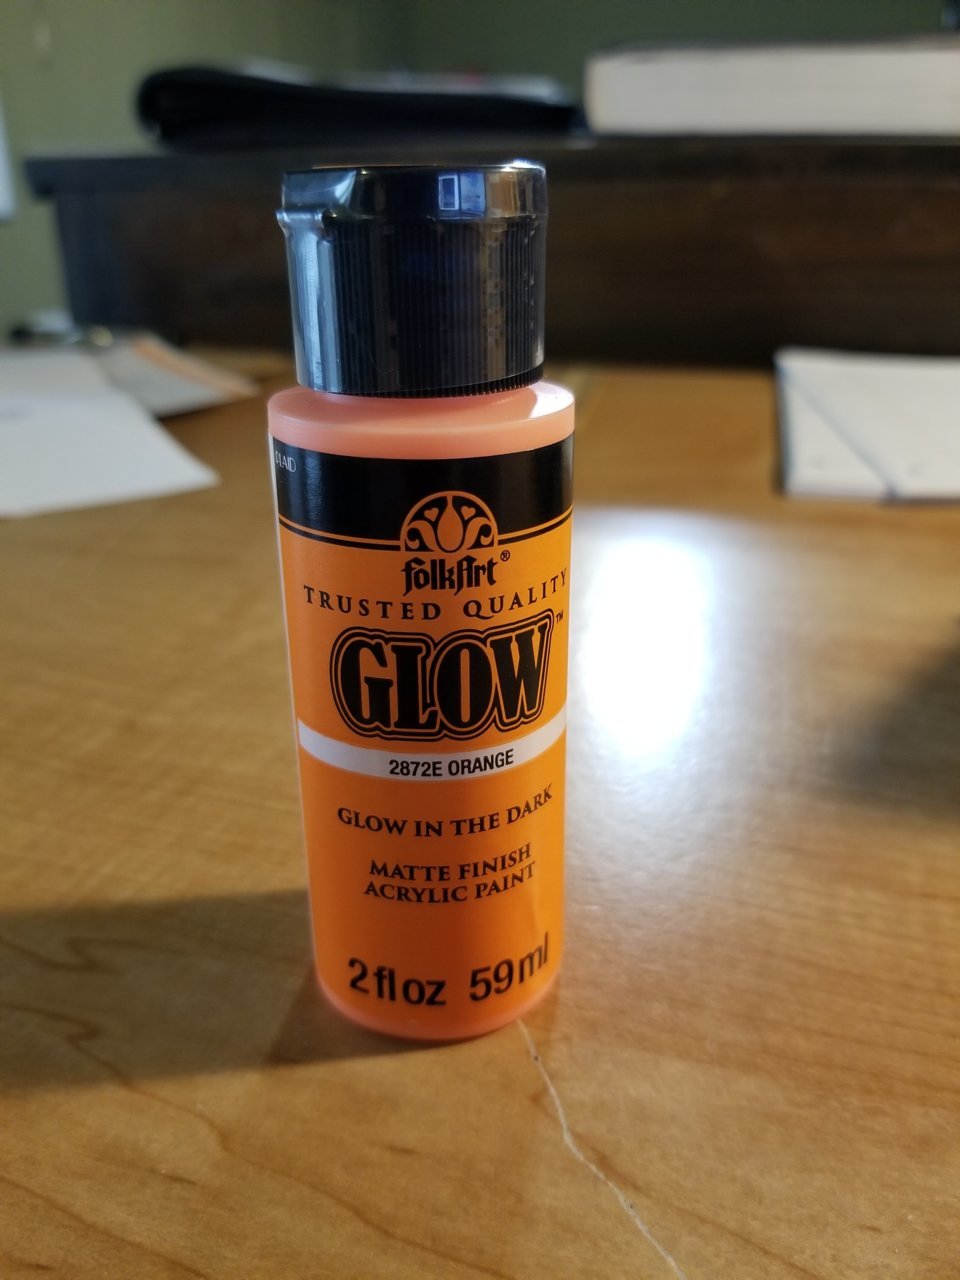 PLAID
folkArt®
TRUSTED QUALITY
GLOW™
2872E ORANGE
GLOW IN THE DARK
MATTE FINISH
ACRYLIC PAINT
2 fl oz 59 ml